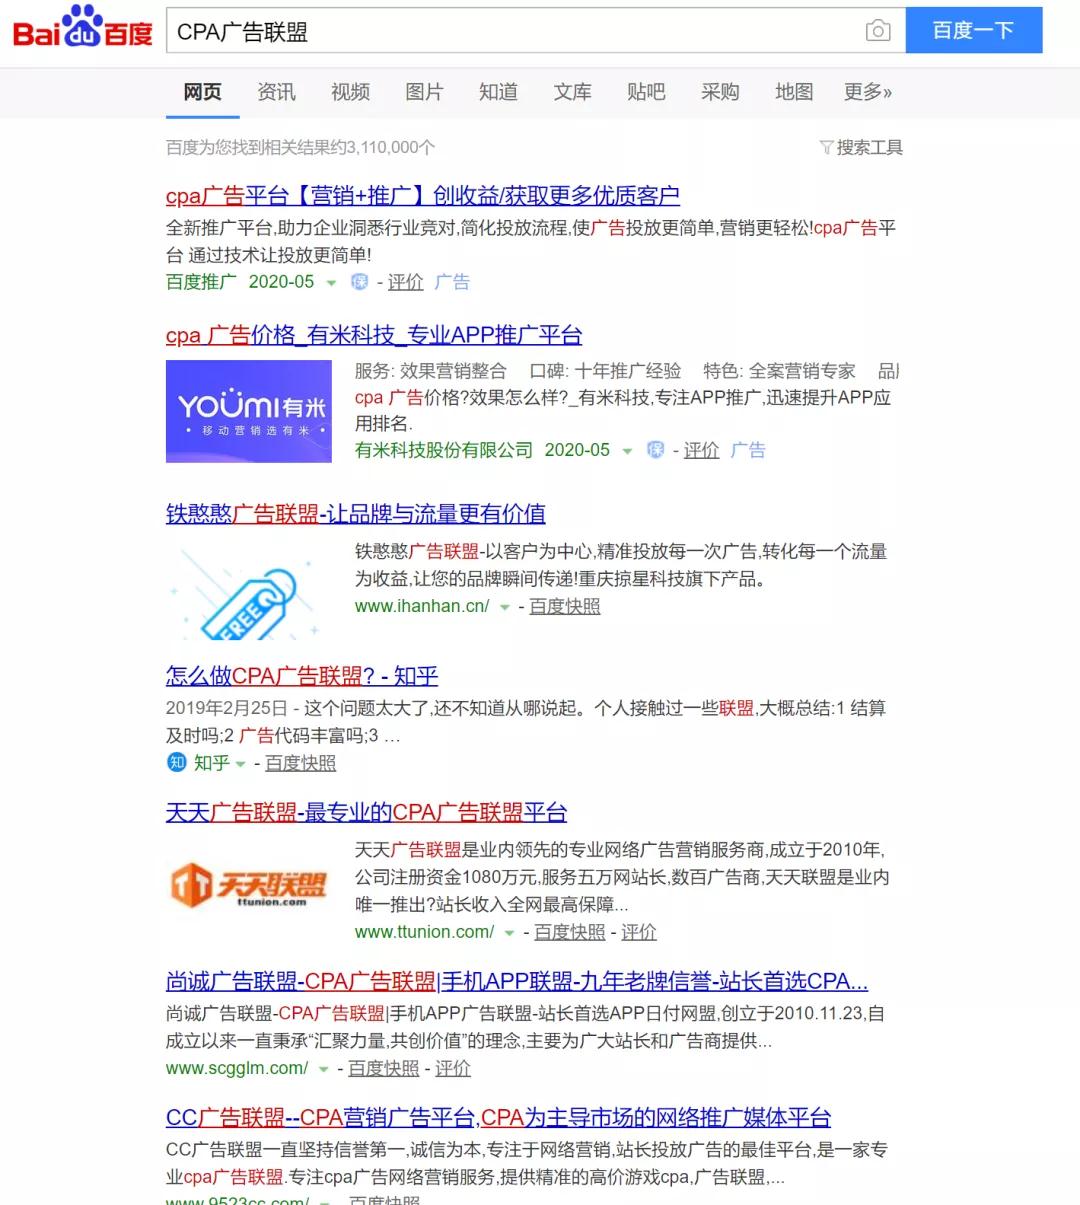 Bai du 百度 CPA广告联盟 百度一下
网页 资讯 视频 图片 知道 文库 贴吧 采购 地图 更多»
百度为您找到相关结果约3,110,000个 搜索工具
cpa广告平台【营销+推广】创收益/获取更多优质客户
全新推广平台,助力企业洞悉行业竞对,简化投放流程,使广告投放更简单,营销更轻松!cpa广告平
台 通过技术让投放更简单!
百度推广 2020-05 保 - 评价 广告
cpa 广告价格_有米科技_专业APP推广平台
YOUMI有米
·移动营销选有米·
服务: 效果营销整合 口碑: 十年推广经验 特色: 全案营销专家
cpa 广告价格?效果怎么样?_有米科技,专注APP推广,迅速提升APP应
用排名.
有米科技股份有限公司 2020-05 保 - 评价 广告
铁憨憨广告联盟-让品牌与流量更有价值
FREE
铁憨憨广告联盟-以客户为中心,精准投放每一次广告,转化每一个流量
为收益,让您的品牌瞬间传递!重庆掠星科技旗下产品。
www.ihanhan.cn/ - 百度快照
怎么做CPA广告联盟? - 知乎
2019年2月25日 - 这个问题太大了,还不知道从哪说起。个人接触过一些联盟,大概总结:1 结算
及时吗;2 广告代码丰富吗;3 ...
知 知乎 - 百度快照
天天广告联盟-最专业的CPA广告联盟平台
天天联盟
ttunion.com
天天广告联盟是业内领先的专业网络广告营销服务商,成立于2010年,
公司注册资金1080万元,服务五万网站长,数百广告商,天天联盟是业内
唯一推出?站长收入全网最高保障...
www.ttunion.com/ - 百度快照 - 评价
尚诚广告联盟-CPA广告联盟|手机APP联盟-九年老牌信誉-站长首选CPA...
尚诚广告联盟-CPA广告联盟|手机APP广告联盟-站长首选APP日付网盟,创立于2010.11.23,自
成立以来一直秉承“汇聚力量,共创价值”的理念,主要为广大站长和广告商提供...
www.scgglm.com/ - 百度快照 - 评价
CC广告联盟--CPA营销广告平台,CPA为主导市场的网络推广媒体平台
CC广告联盟一直坚持信誉第一,诚信为本,专注于网络营销,站长投放广告的最佳平台,是一家专
业cpa广告联盟.专注cpa广告网络营销服务,提供精准的高价游戏cpa,广告联盟,...
www.9523cc.com/ - 百度快照